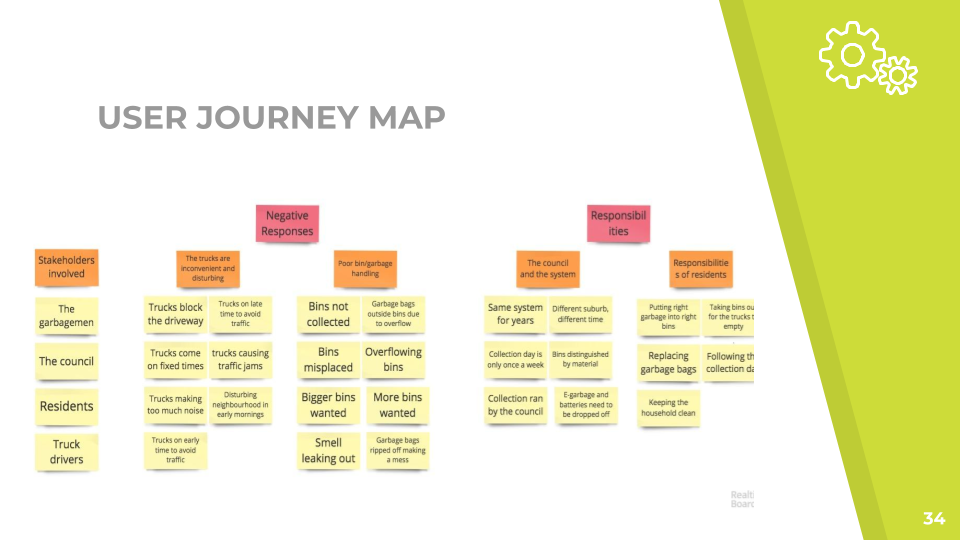 USER JOURNEY MAP
Negative
Responses
Responsibil
ities
Stakeholders
involved
The trucks are
inconvenient and
disturbing
Poor bin/garbage
handling
The council
and the system
Responsibilitie
s of residents
The
garbagemen
Trucks block
the driveway
Trucks on late
time to avoid
traffic
Bins not
collected
Garbage bags
outside bins due
to overflow
Same system
for years
Different suburb,
different time
Putting right
garbage into right
bins
Taking bins ou
for the trucks t
empty
The council
Trucks come
on fixed times
trucks causing
traffic jams
Bins
misplaced
Overflowing
bins
Collection day is
only once a week
Bins distinguished
by material
Replacing
garbage bags
Following th
collection da
Residents
Trucks making
too much noise
Disturbing
neighbourhood in
early mornings
Bigger bins
wanted
More bins
wanted
Collection ran
by the council
E-garbage and
batteries need to
be dropped off
Keeping the
household clean
Truck
drivers
Trucks on early
time to avoid
traffic
Smell
leaking out
Garbage bags
ripped off making
a mess
Realt
Board
34